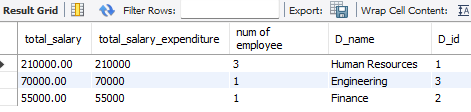 Result Grid Filter Rows: Export: Wrap Cell Content:
total_salary total_salary_expenditure num of employee D_name D_id
210000.00 210000 3 Human Resources 1
70000.00 70000 1 Engineering 3
55000.00 55000 1 Finance 2